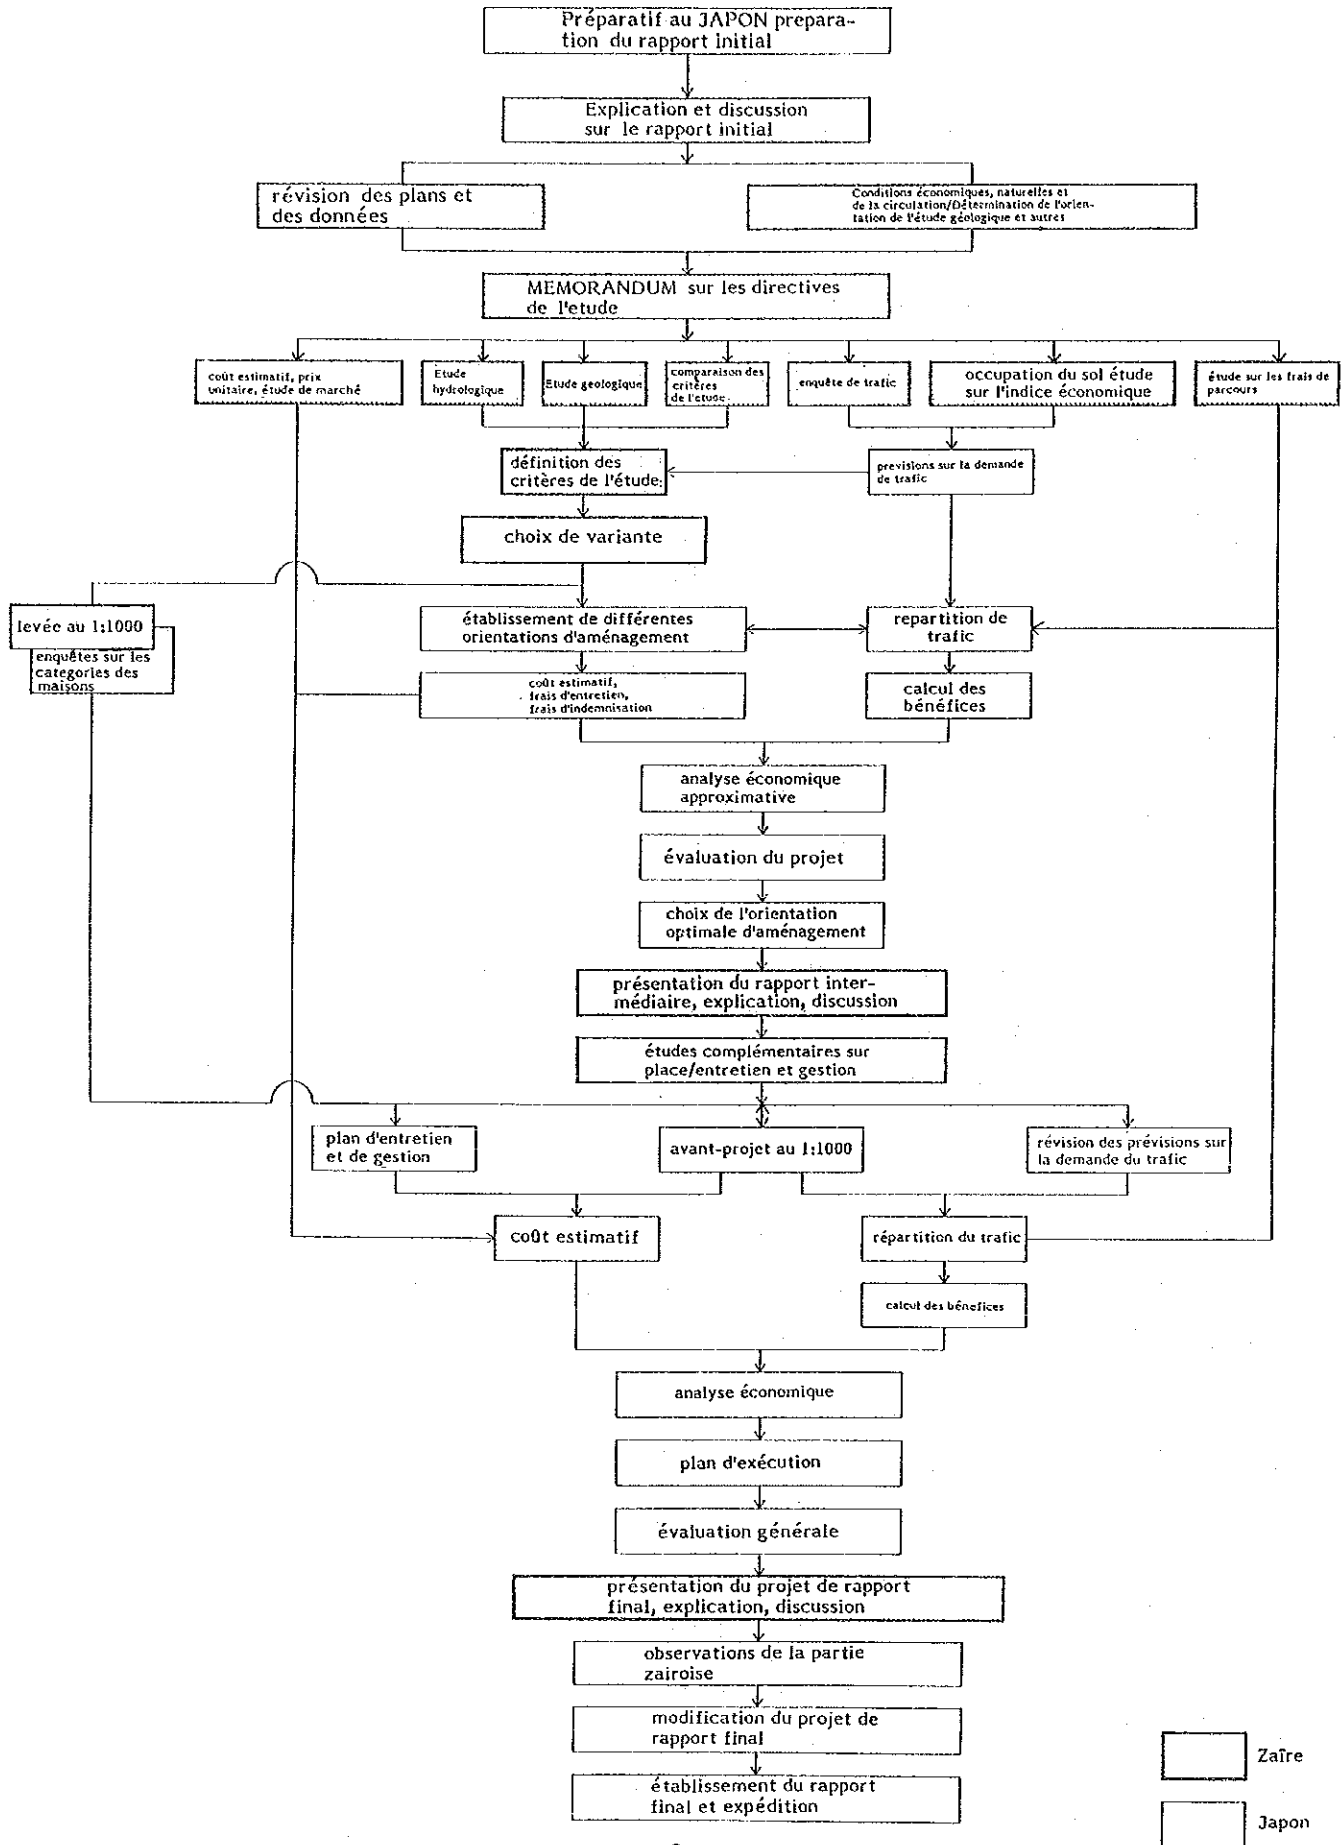 Préparatif au JAPON prepara-
tion du rapport initial
Explication et discussion
sur le rapport initial
révision des plans et
des données
Conditions économiques, naturelles et
de la circulation/Détermination de l'orien-
tation de l'étude géologique et autres
MEMORANDUM sur les directives
de l'etude
coût estimatif, prix
unitaire, étude de marché
Etude
hydrologique
Etude geologique
comparaison des
critères
de l'etude
enquête de trafic
occupation du sol étude
sur l'indice économique
étude sur les frais de
parcours
définition des
critères de l'étude
previsions sur la demande
de trafic
choix de variante
levée au 1:1000
enquêtes sur les
categories des
maisons
établissement de différentes
orientations d'aménagement
repartition de
trafic
coût estimatif,
frais d'entretien,
frais d'indemnisation
calcul des
bénéfices
analyse économique
approximative
évaluation du projet
choix de l'orientation
optimale d'aménagement
présentation du rapport inter-
médiaire, explication, discussion
études complémentaires sur
place/entretien et gestion
plan d'entretien
et de gestion
avant-projet au 1:1000
révision des prévisions sur
la demande du trafic
coût estimatif
répartition du trafic
calcul des bénefices
analyse économique
plan d'exécution
évaluation générale
présentation du projet de rapport
final, explication, discussion
observations de la partie
zairoise
modification du projet de
rapport final
établissement du rapport
final et expédition
Zaîre
Japon